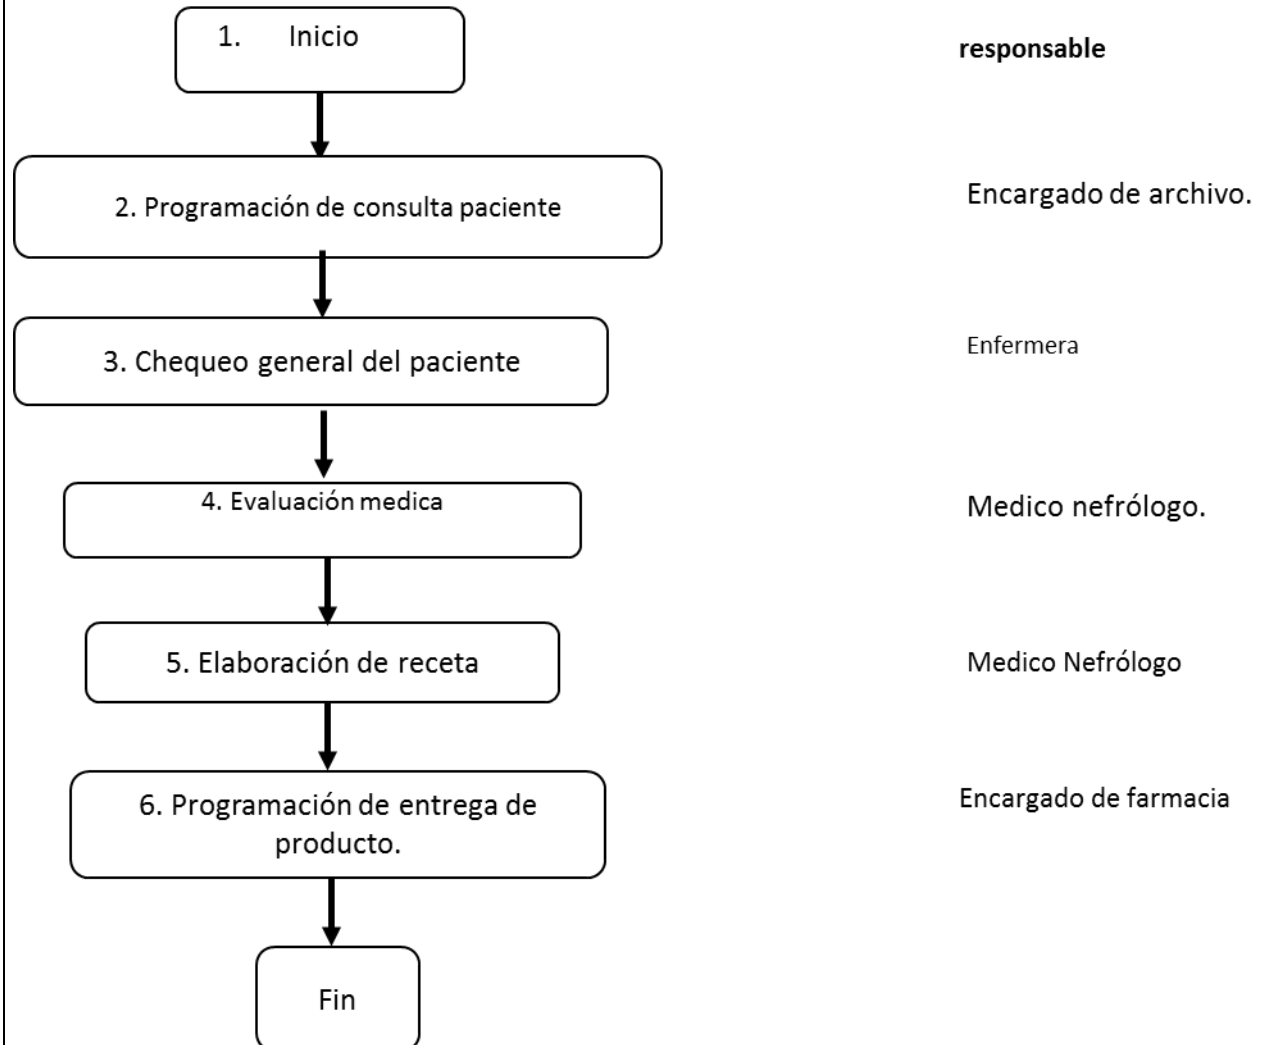 1. Inicio
responsable
2. Programación de consulta paciente
Encargado de archivo.
3. Chequeo general del paciente
Enfermera
4. Evaluación medica
Medico nefrólogo.
5. Elaboración de receta
Medico Nefrólogo
6. Programación de entrega de
producto.
Encargado de farmacia
Fin